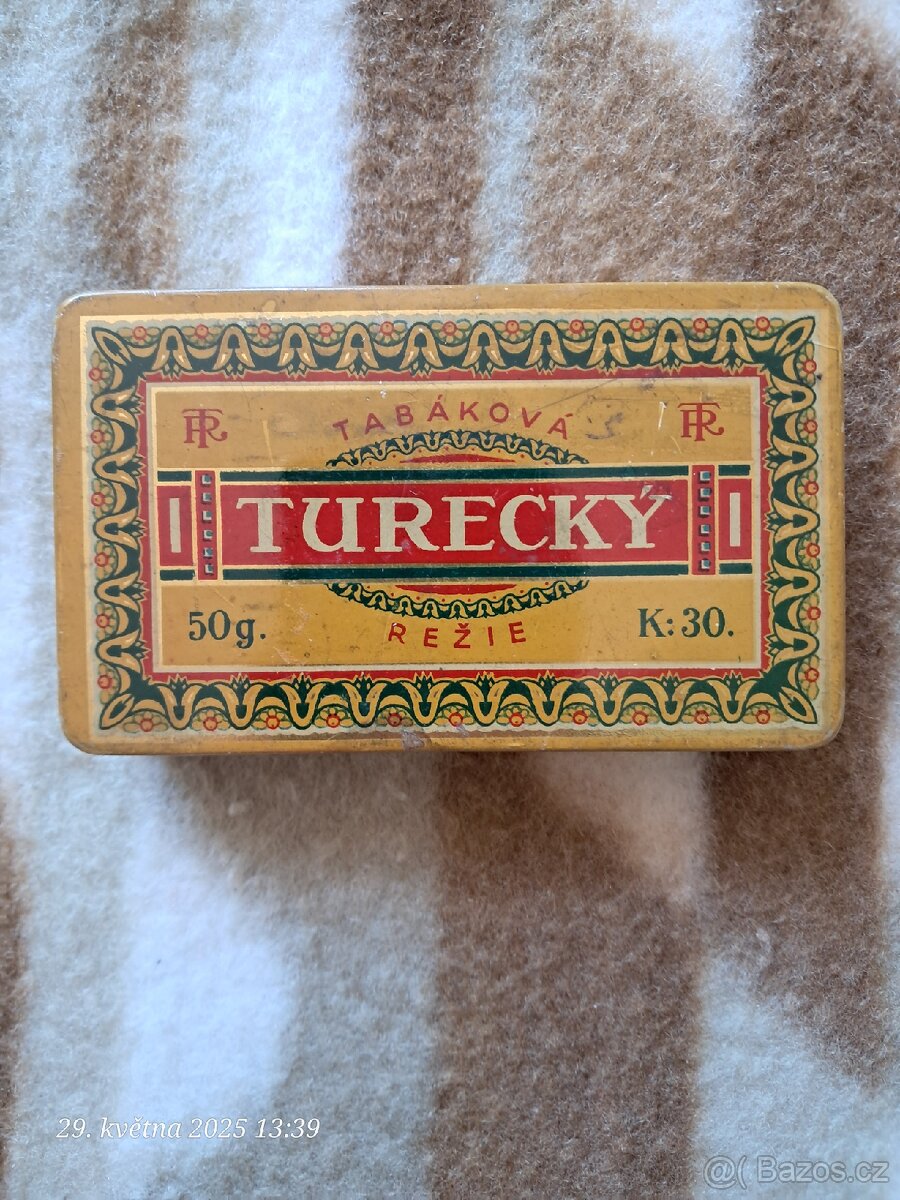 TR TR
TABÁKOVÁ
I TURECKÝ I
50g. REŽIE K: 30.
29. května 2025 13:39
@( Bazos.cz